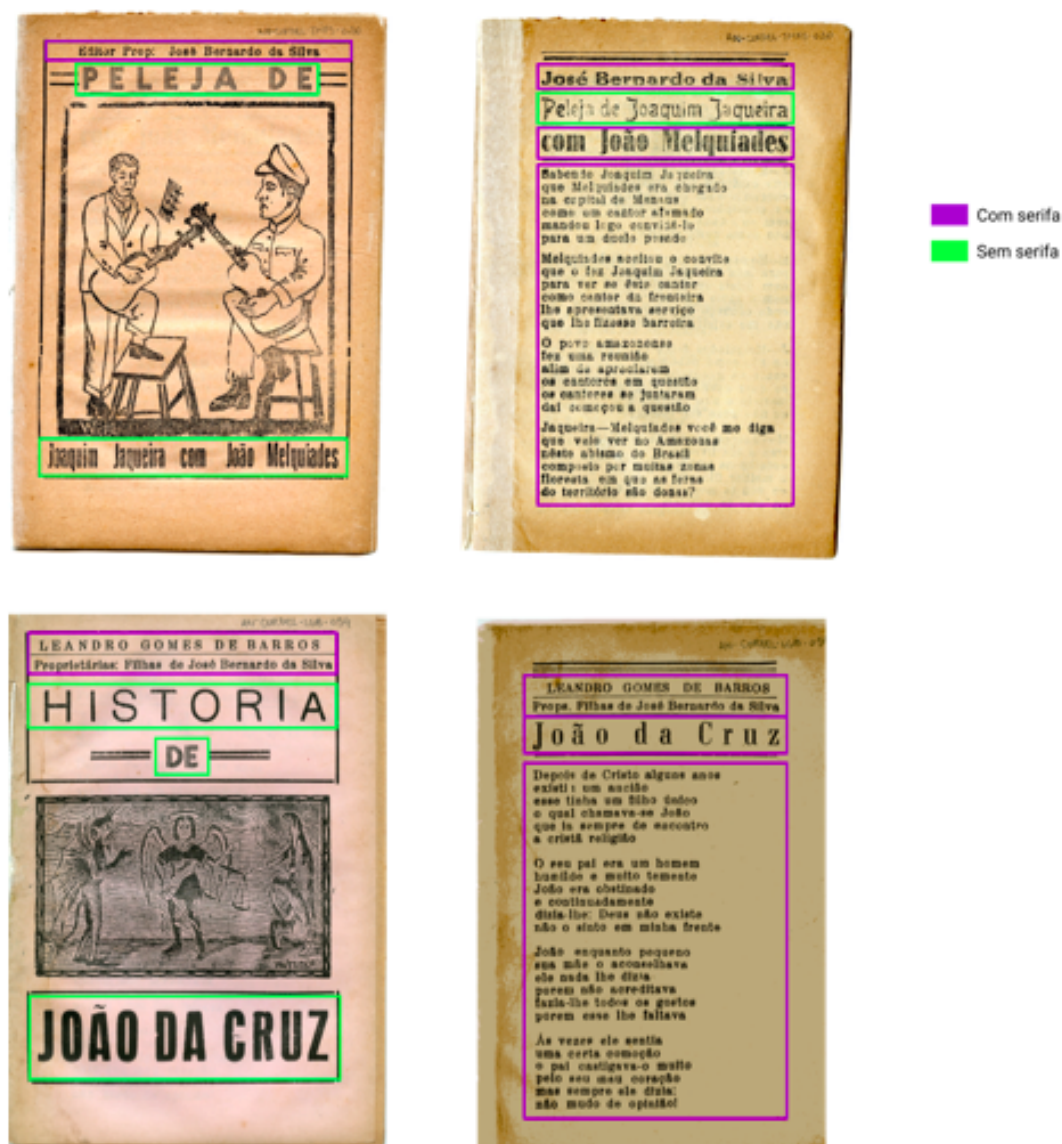 Editor Prop: José Bernardo da Silva
PELEJA DE
Joaquim Jaqueira com João Melquíades
José Bernardo da Silva
Peleja de Joaquim Jaqueira
com João Melquíades
Sabendo Joaquim Jaqueira
que Melquíades era chegado
na capital de Manaus
como um cantor afamado
mandou logo convidá-lo
para um duelo pesado
Melquíades aceitou o convite
que o fez Joaquim Jaqueira
para ver se êste cantor
como cantor da fronteira
lhe apresentava serviço
que lhe fizesse barreira
O povo amazonense
fez uma reunião
afim de apreciarem
os cantores em questão
os cantores se juntaram
daí começou a questão
Jaqueira—Melquíades você me diga
que veio ver no Amazonas
nêste abismo do Brasil
composto por muitas zonas
floresta em que as feras
do território são donas?
Com serifa
Sem serifa
LEANDRO GOMES DE BARROS
Proprietárias: Filhas de José Bernardo da Silva
HISTORIA
DE
JOÃO DA CRUZ
LEANDRO GOMES DE BARROS
Props. Filhas de José Bernardo da Silva
João da Cruz
Depois de Cristo alguns anos
um ancião
esse tinha um filho único
o qual chamava-se João
que ia sempre de encontro
a cristã religião
O seu pai era um homem
humilde e muito temente
João era obstinado
e continuadamente
dizia-lhe: Deus não existe
não o sinto em minha frente
João enquanto pequeno
sua mãe o aconselhava
ele nada lhe dizia
porem não acreditava
fazia-lhe todos os gostos
porem esse lhe faltava
Ás vezes ele sentia
uma certa comoção
o pai castigava-o muito
pelo seu mau coração
mas sempre ele dizia:
não mudo de opinião!